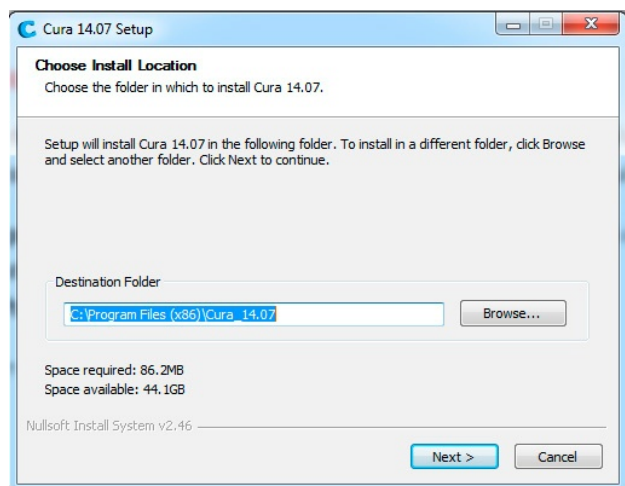 Cura 14.07 Setup
Choose Install Location
Choose the folder in which to install Cura 14.07.
Setup will install Cura 14.07 in the following folder. To install in a different folder, click Browse
and select another folder. Click Next to continue.
Destination Folder
C:\Program Files (x86)\Cura_14.07
Browse...
Space required: 86.2MB
Space available: 44.1GB
Nullsoft Install System v2.46
Next >
Cancel